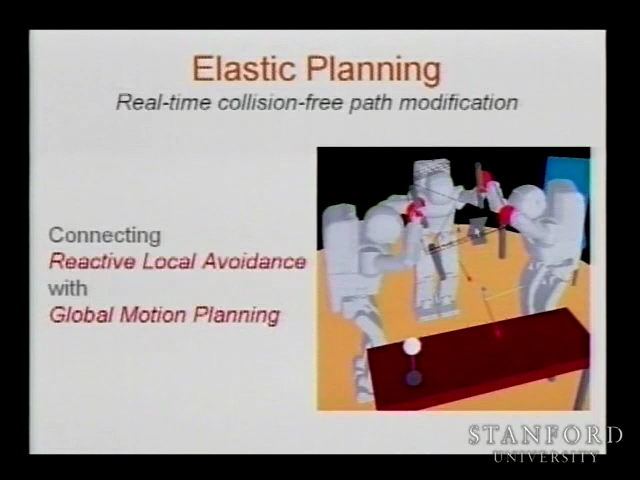 Elastic Planning
Real-time collision-free path modification
Connecting
Reactive Local Avoidance
with
Global Motion Planning
STANFORD
UNIVERSITY